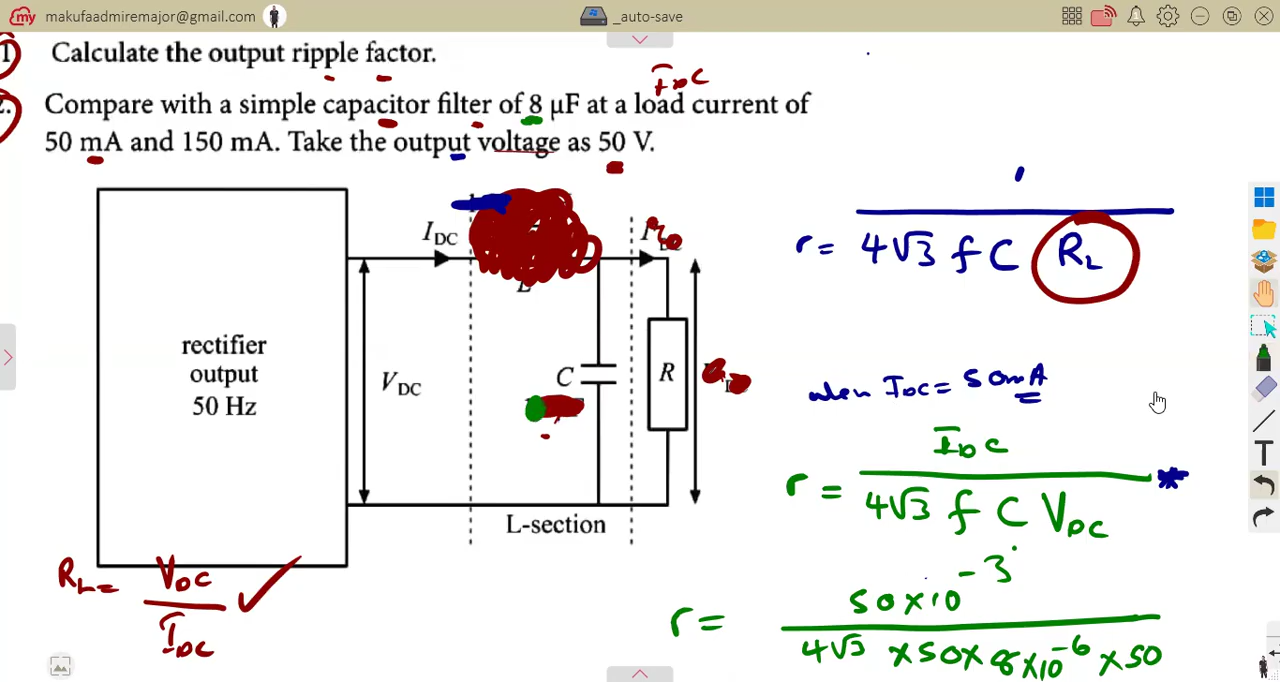 makufaadmiremajor@gmail.com
_auto-save
Calculate the output ripple factor.
IDC
Compare with a simple capacitor filter of 8 μF at a load current of
50 mA and 150 mA. Take the output voltage as 50 V.
IDC
L
rectifier
output
50 Hz
VDC
C
R
L-section
RL = VDC / IDC ✓
r = 1 / 4√3 f C RL
when IDC = 50mA
r = IDC / 4√3 f C VDC *
r = 50×10⁻³ / 4√3 ×50×8×10⁻⁶×50